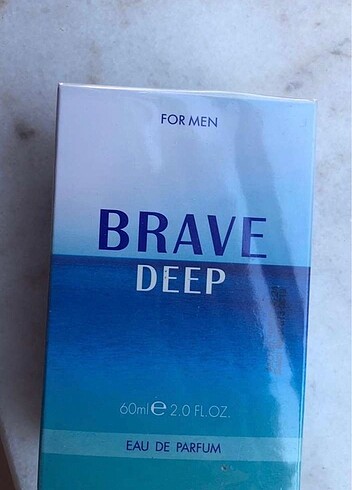 FOR MEN
BRAVE
DEEP
60ml e 2.0 FL.OZ.
EAU DE PARFUM